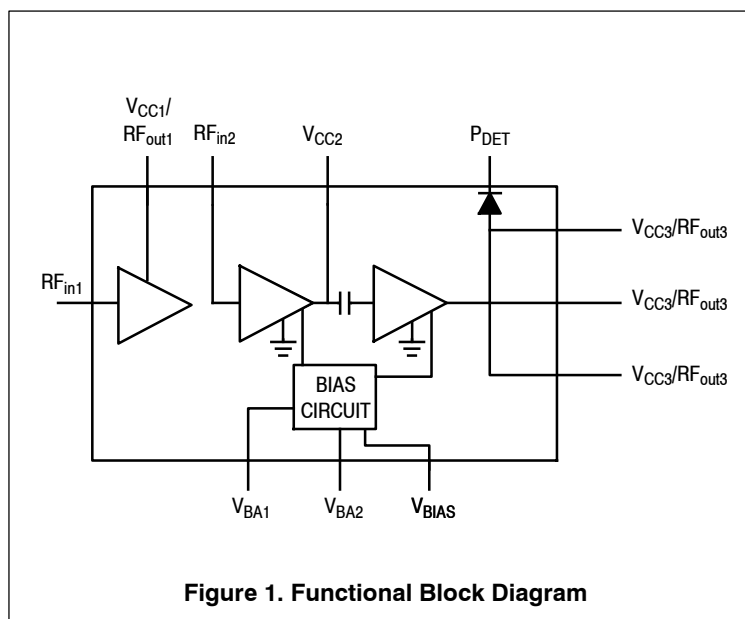 VCC1/
RFout1
RFin2
VCC2
PDET
VCC3/RFout3
RFin1
VCC3/RFout3
VCC3/RFout3
BIAS
CIRCUIT
VBA1
VBA2
VBIAS
Figure 1. Functional Block Diagram